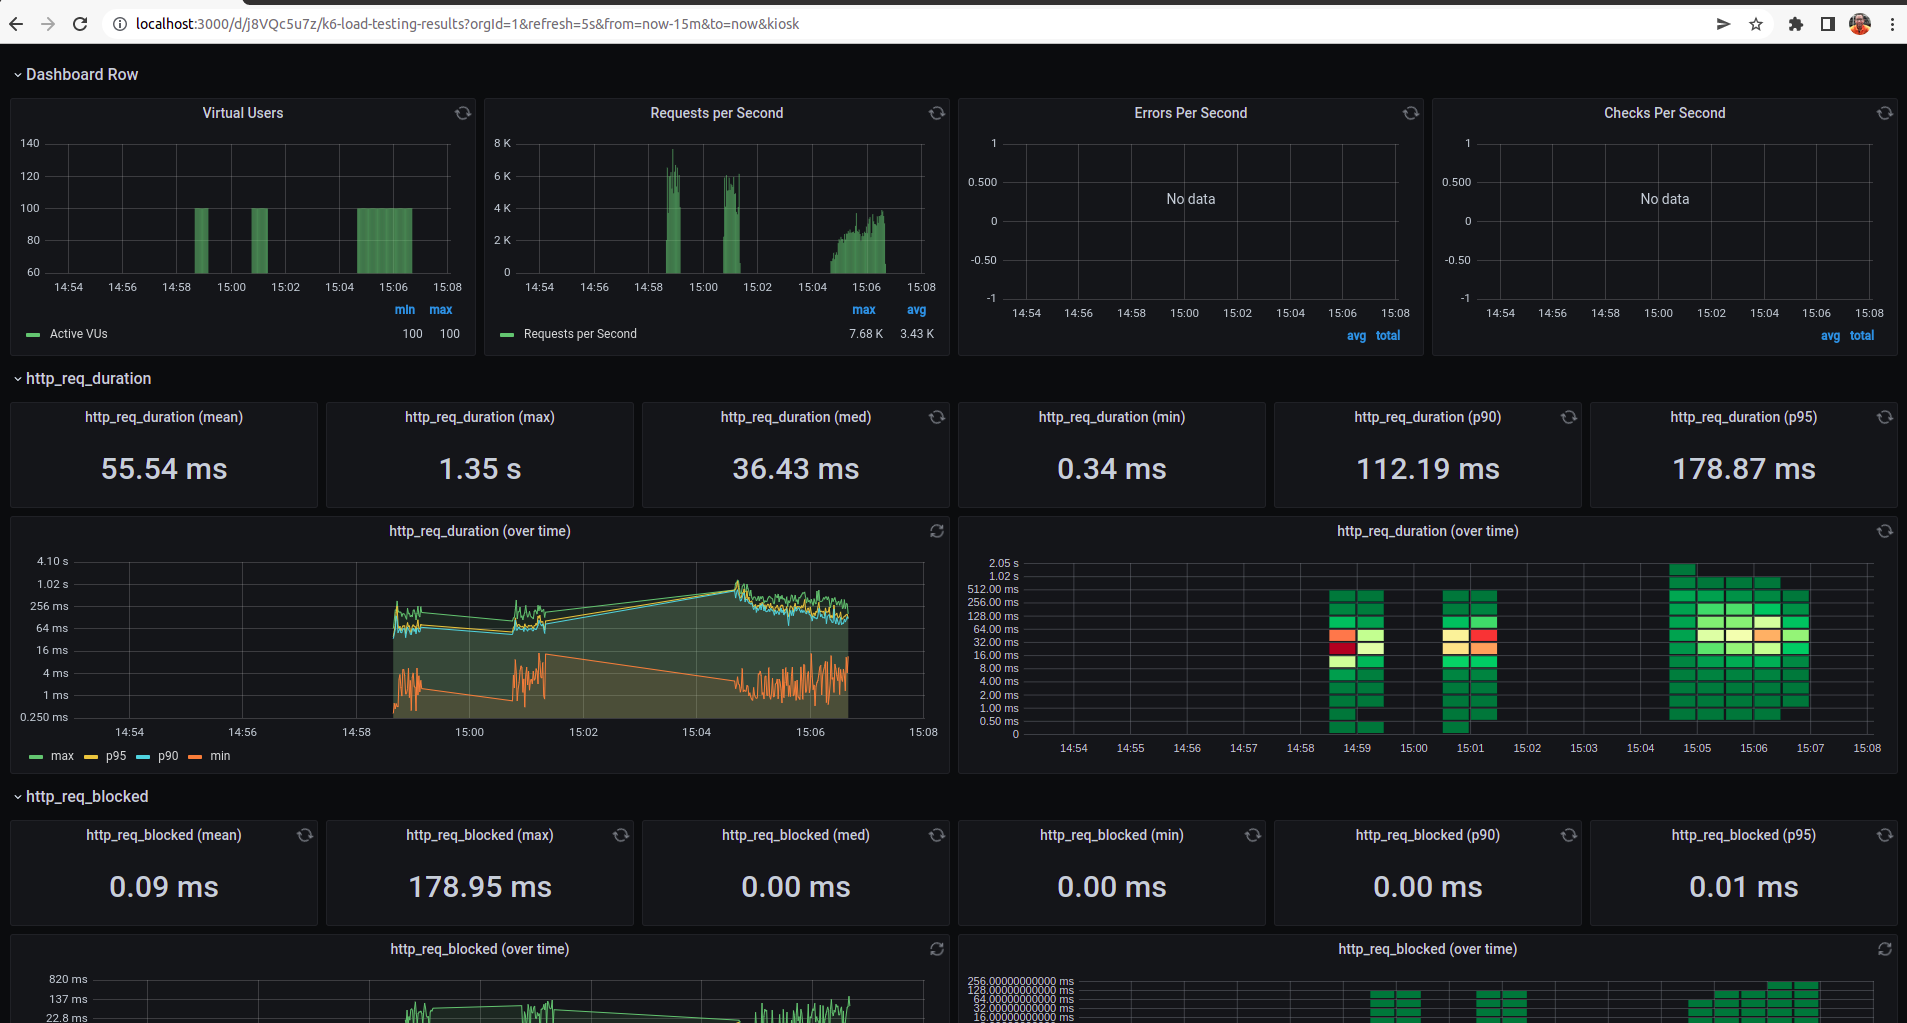 localhost:3000/d/j8VQc5u7z/k6-load-testing-results?orgId=1&refresh=5s&from=now-15m&to=now&kiosk
Dashboard Row
Virtual Users
140
120
100
80
60
14:54 14:56 14:58 15:00 15:02 15:04 15:06 15:08
min max
Active VUs 100 100
Requests per Second
8 K
6 K
4 K
2 K
0
14:54 14:56 14:58 15:00 15:02 15:04 15:06 15:08
max avg
Requests per Second 7.68 K 3.43 K
Errors Per Second
1
0.500
0
-0.50
-1
No data
14:54 14:56 14:58 15:00 15:02 15:04 15:06 15:08
avg total
Checks Per Second
1
0.500
0
-0.50
-1
No data
14:54 14:56 14:58 15:00 15:02 15:04 15:06 15:08
avg total
http_req_duration
http_req_duration (mean)
55.54 ms
http_req_duration (max)
1.35 s
http_req_duration (med)
36.43 ms
http_req_duration (min)
0.34 ms
http_req_duration (p90)
112.19 ms
http_req_duration (p95)
178.87 ms
http_req_duration (over time)
4.10 s
1.02 s
256 ms
64 ms
16 ms
4 ms
1 ms
0.250 ms
14:54 14:56 14:58 15:00 15:02 15:04 15:06 15:08
max p95 p90 min
http_req_duration (over time)
2.05 s
1.02 s
512.00 ms
256.00 ms
128.00 ms
64.00 ms
32.00 ms
16.00 ms
8.00 ms
4.00 ms
2.00 ms
1.00 ms
0.50 ms
0
14:54 14:55 14:56 14:57 14:58 14:59 15:00 15:01 15:02 15:03 15:04 15:05 15:06 15:07 15:08
http_req_blocked
http_req_blocked (mean)
0.09 ms
http_req_blocked (max)
178.95 ms
http_req_blocked (med)
0.00 ms
http_req_blocked (min)
0.00 ms
http_req_blocked (p90)
0.00 ms
http_req_blocked (p95)
0.01 ms
http_req_blocked (over time)
820 ms
137 ms
22.8 ms
http_req_blocked (over time)
256.00000000000 ms
128.00000000000 ms
64.00000000000 ms
32.00000000000 ms
16.00000000000 ms